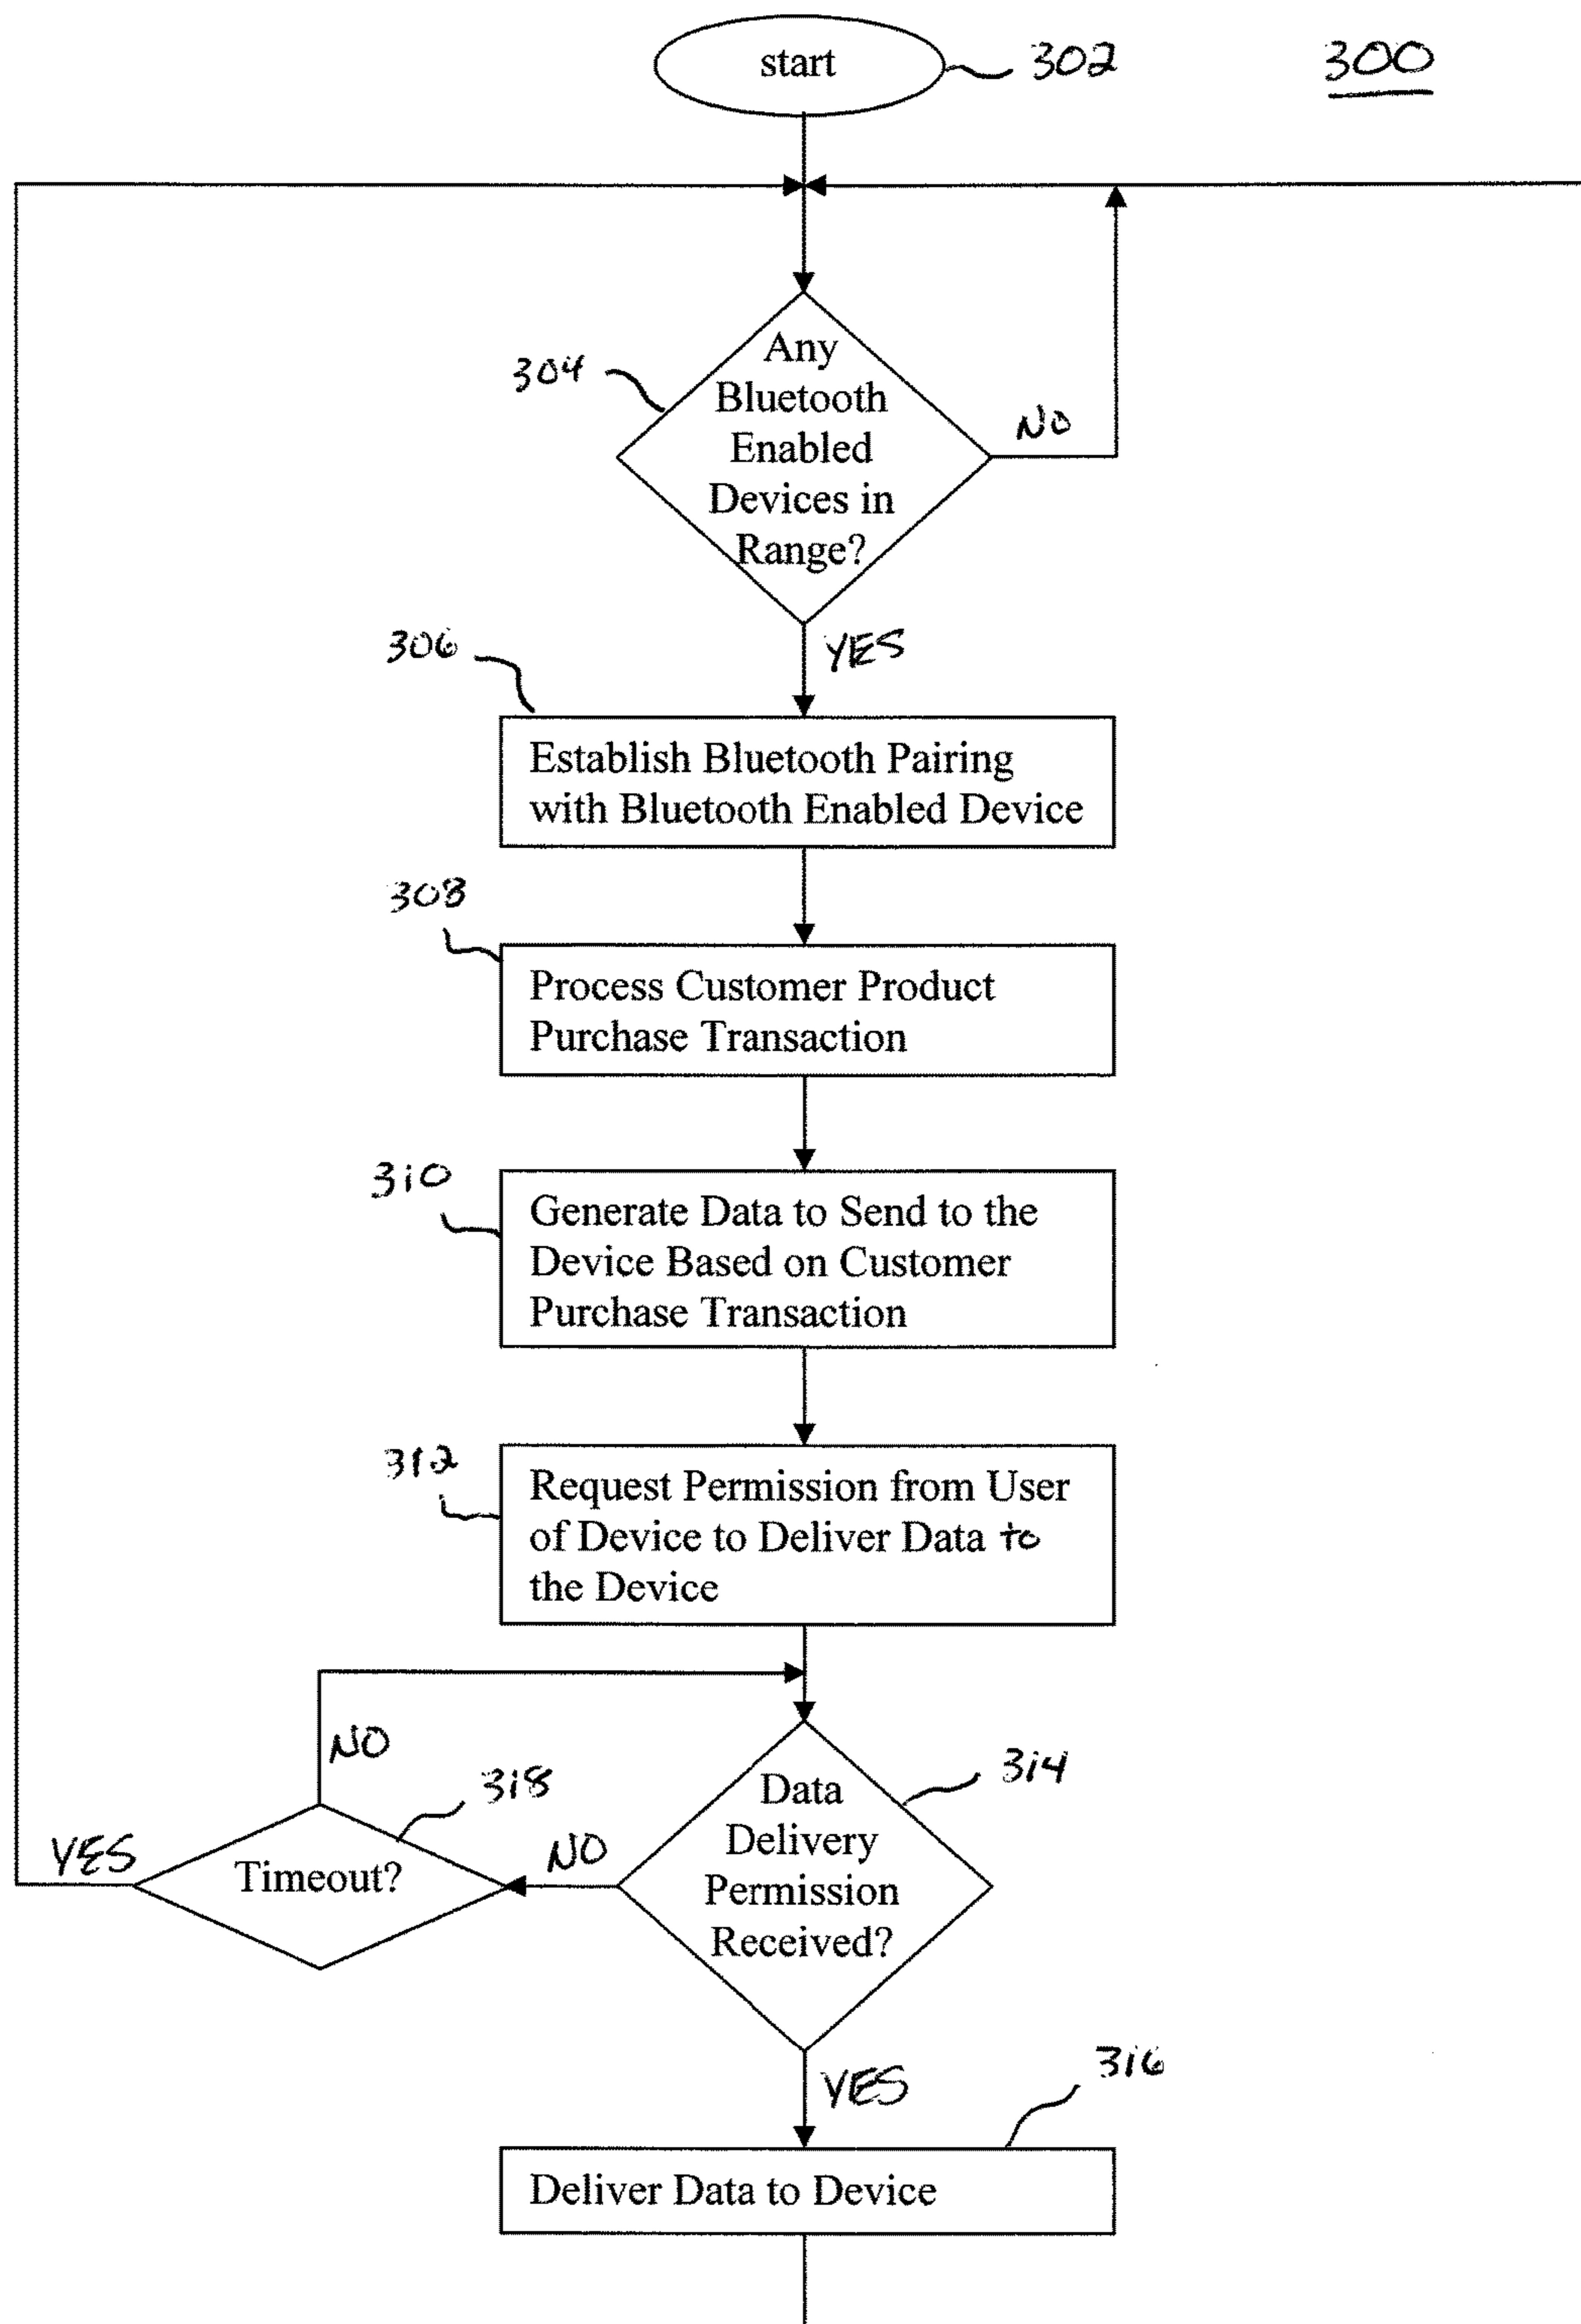 start
302
300
304
Any
Bluetooth
Enabled
Devices in
Range?
NO
306
YES
Establish Bluetooth Pairing
with Bluetooth Enabled Device
308
Process Customer Product
Purchase Transaction
310
Generate Data to Send to the
Device Based on Customer
Purchase Transaction
312
Request Permission from User
of Device to Deliver Data to
the Device
NO
318
314
Data
Delivery
Permission
Received?
YES
Timeout?
NO
YES
316
Deliver Data to Device